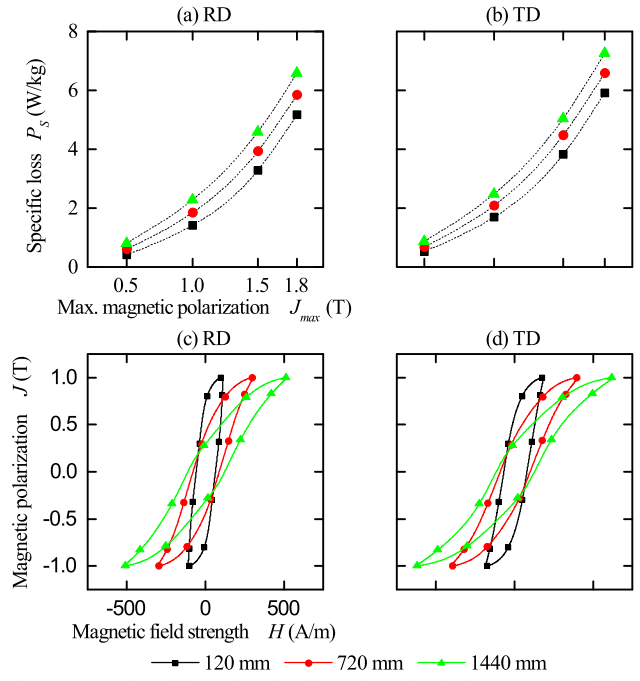 (a) RD
(b) TD
Specific loss P_S (W/kg)
8
6
4
2
0
0.5 1.0 1.5 1.8
Max. magnetic polarization J_max (T)
(c) RD
(d) TD
Magnetic polarization J (T)
1.0
0.5
0.0
-0.5
-1.0
-500 0 500
Magnetic field strength H (A/m)
120 mm 720 mm 1440 mm